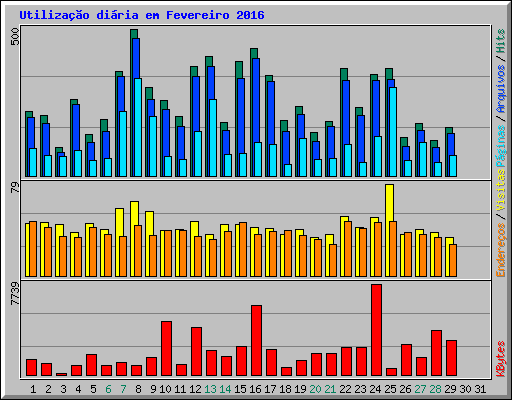 Utilização diária em Fevereiro 2016
500
79
7739
Endereços / Visitas
Páginas / Arquivos / Hits
KBytes
1 2 3 4 5 6 7 8 9 10 11 12 13 14 15 16 17 18 19 20 21 22 23 24 25 26 27 28 29 30 31